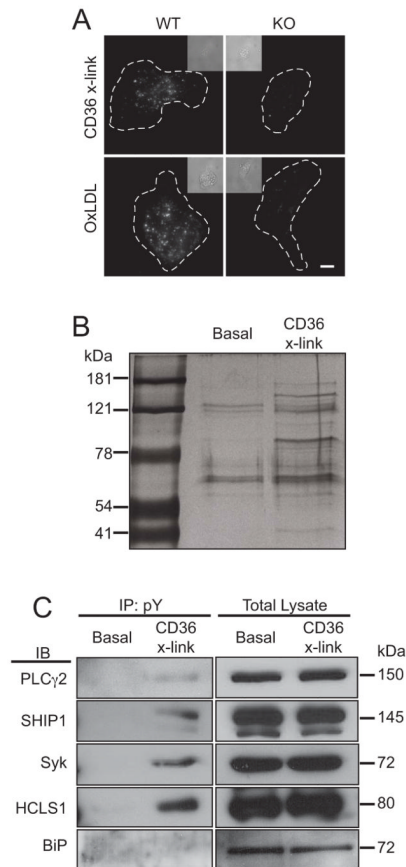 A
WT KO
CD36 x-link
OxLDL
B
Basal CD36
x-link
kDa
181
121
78
54
41
C
IP: pY Total Lysate
Basal CD36
x-link Basal CD36
x-link kDa
IB
PLCγ2 150
SHIP1 145
Syk 72
HCLS1 80
BiP 72